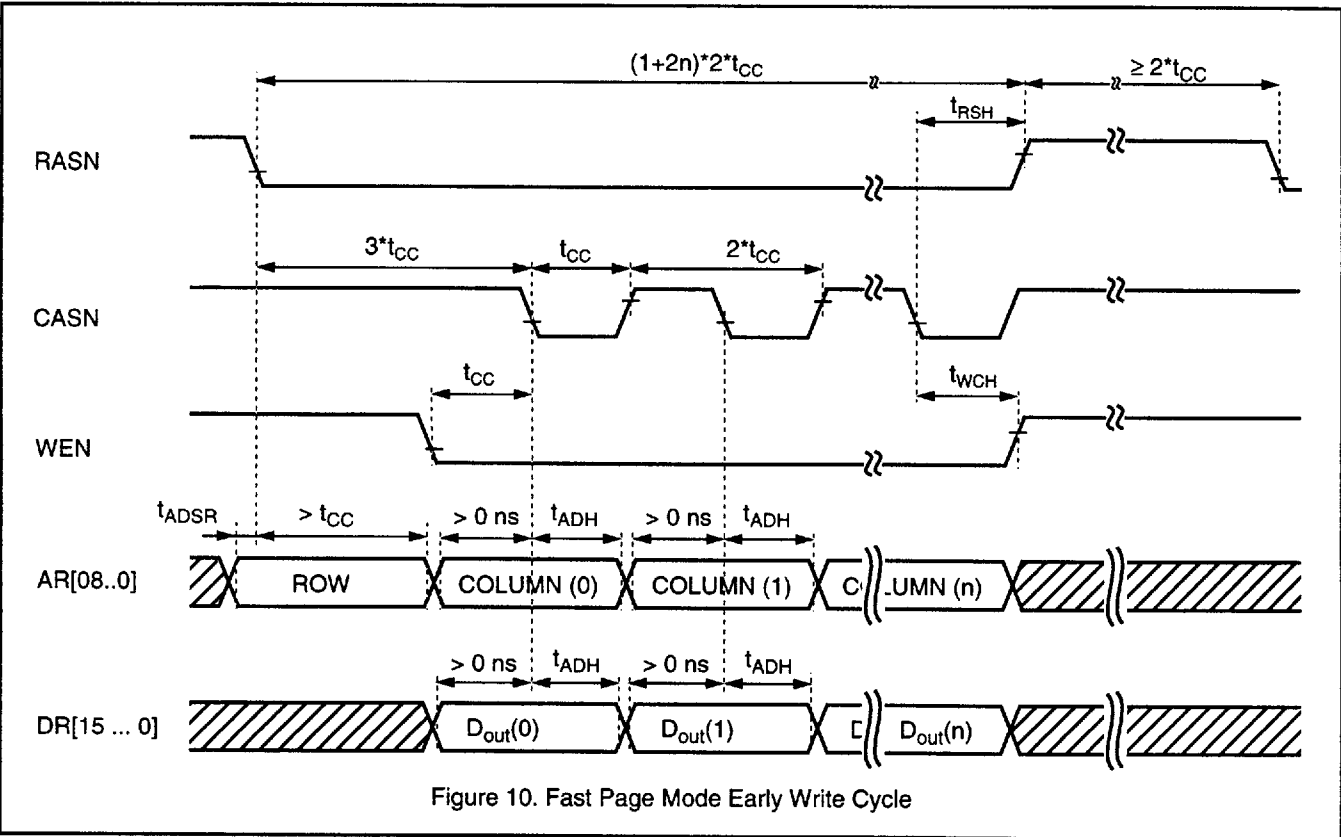 (1+2n)*2*tCC ≥ 2*tCC
tRSH
RASN
3*tCC tCC 2*tCC
CASN
tCC tWCH
WEN
tADSR > tCC > 0 ns tADH > 0 ns tADH
AR[08..0] ROW COLUMN (0) COLUMN (1) C LUMN (n)
> 0 ns tADH > 0 ns tADH
DR[15 ... 0] Dout(0) Dout(1) D Dout(n)
Figure 10. Fast Page Mode Early Write Cycle